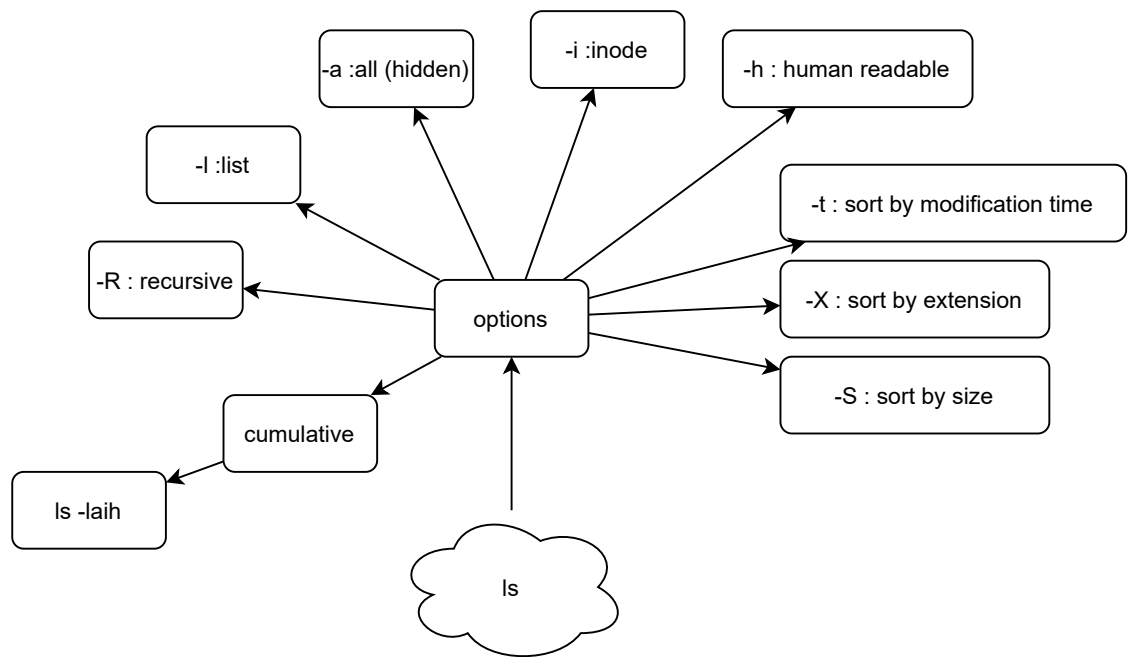 -i :inode
-a :all (hidden)
-h : human readable
-l :list
-t : sort by modification time
-R : recursive
-X : sort by extension
options
-S : sort by size
cumulative
ls -laih
ls